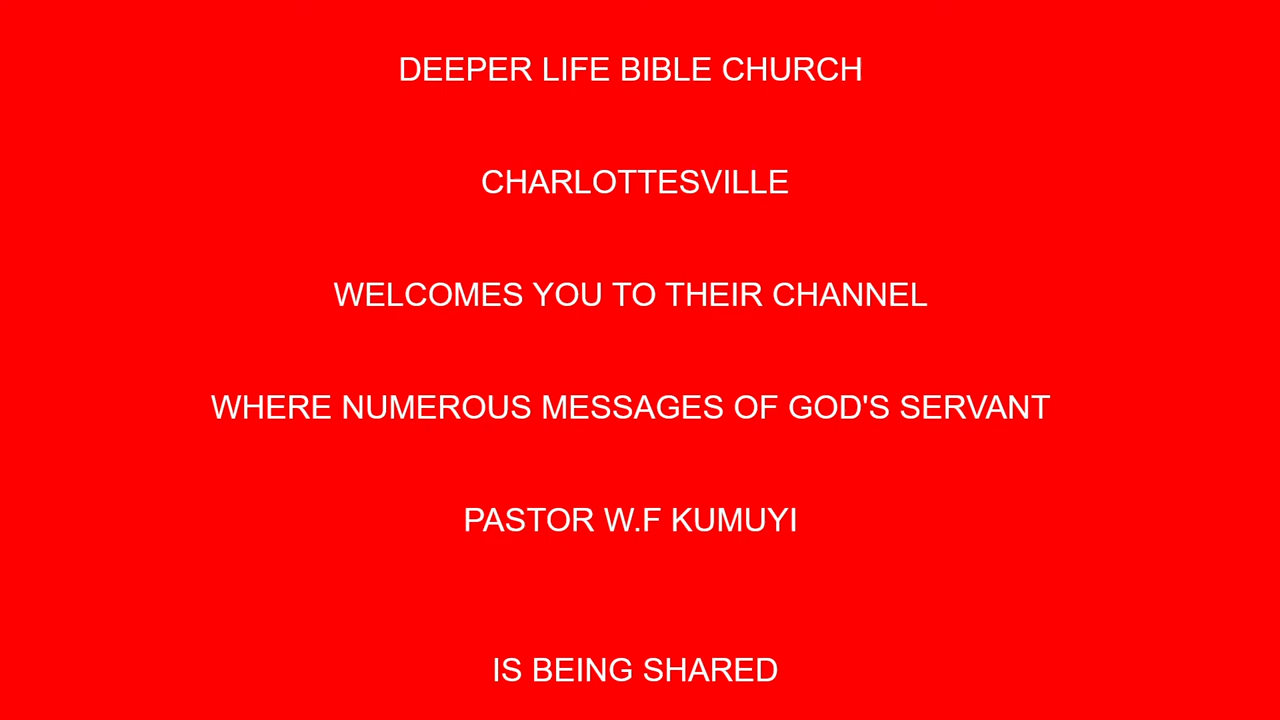 DEEPER LIFE BIBLE CHURCH
CHARLOTTESVILLE
WELCOMES YOU TO THEIR CHANNEL
WHERE NUMEROUS MESSAGES OF GOD'S SERVANT
PASTOR W.F KUMUYI
IS BEING SHARED